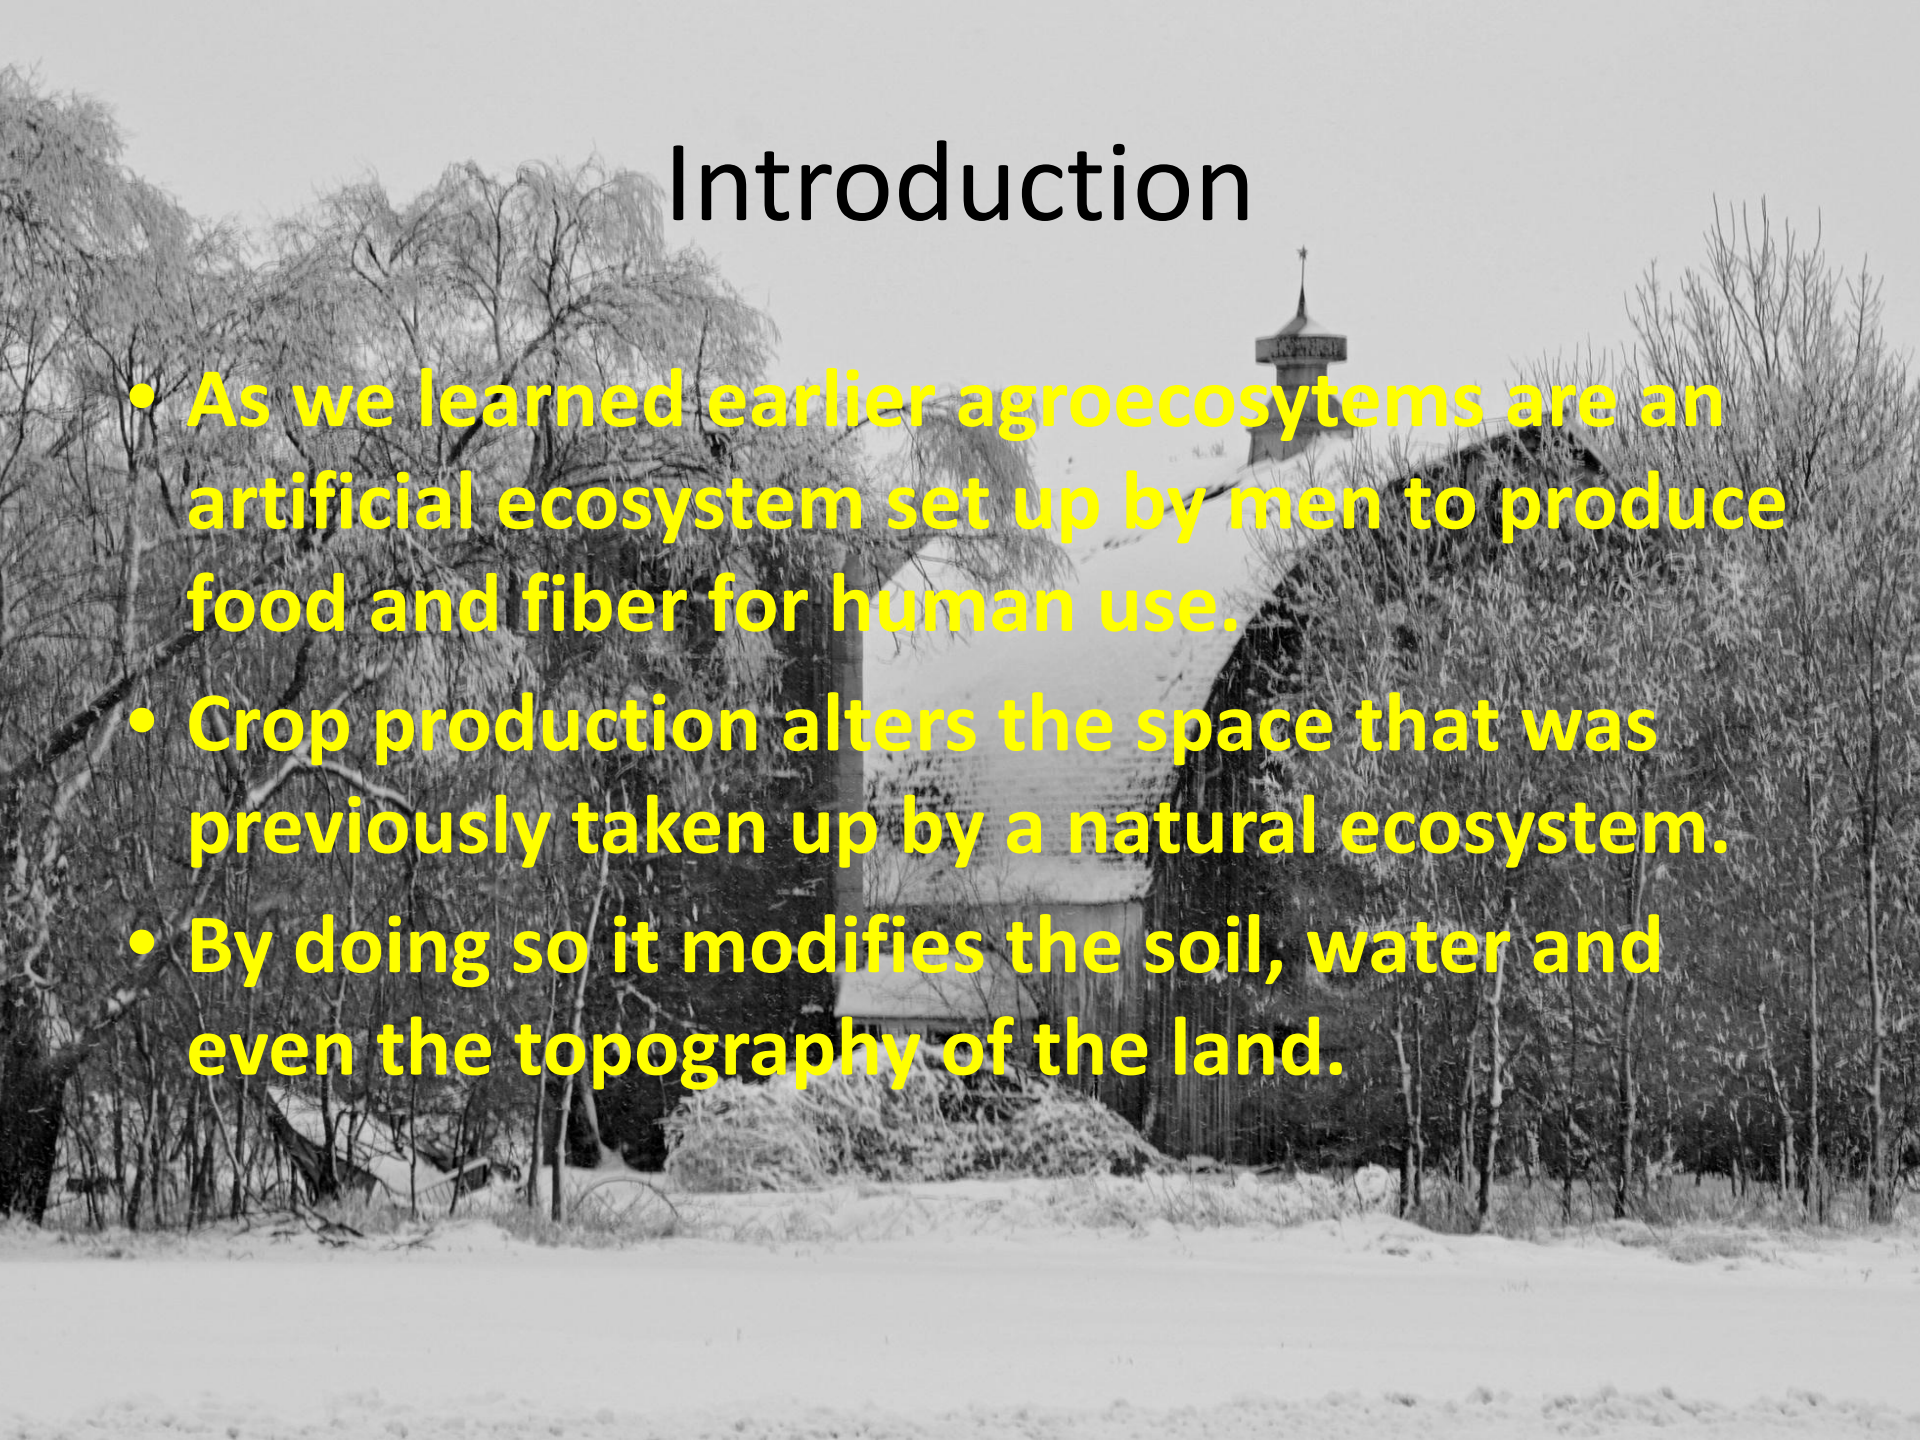 Introduction
• As we learned earlier agroecosytems are an
artificial ecosystem set up by men to produce
food and fiber for human use.
• Crop production alters the space that was
previously taken up by a natural ecosystem.
• By doing so it modifies the soil, water and
even the topography of the land.